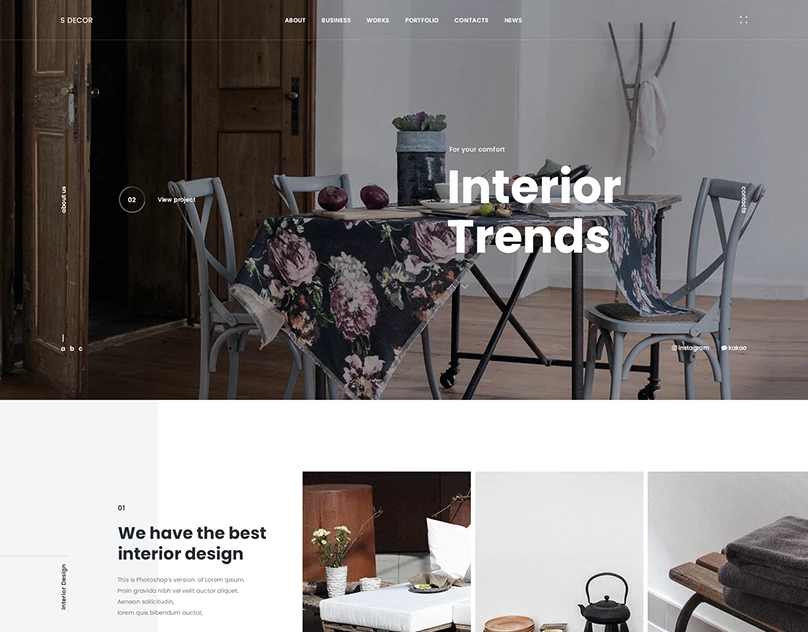 S DECOR
ABOUT
BUSINESS
WORKS
PORTFOLIO
CONTACTS
NEWS
For your comfort
Interior
Trends
about us
02
View project
contacts
a b c
Instagram
kakao
01
We have the best
interior design
This is Photoshop's version of Lorem Ipsum.
Proin gravida nibh vel velit auctor aliquet.
Aenean sollicitudin,
lorem quis bibendum auctor,
Interior Design